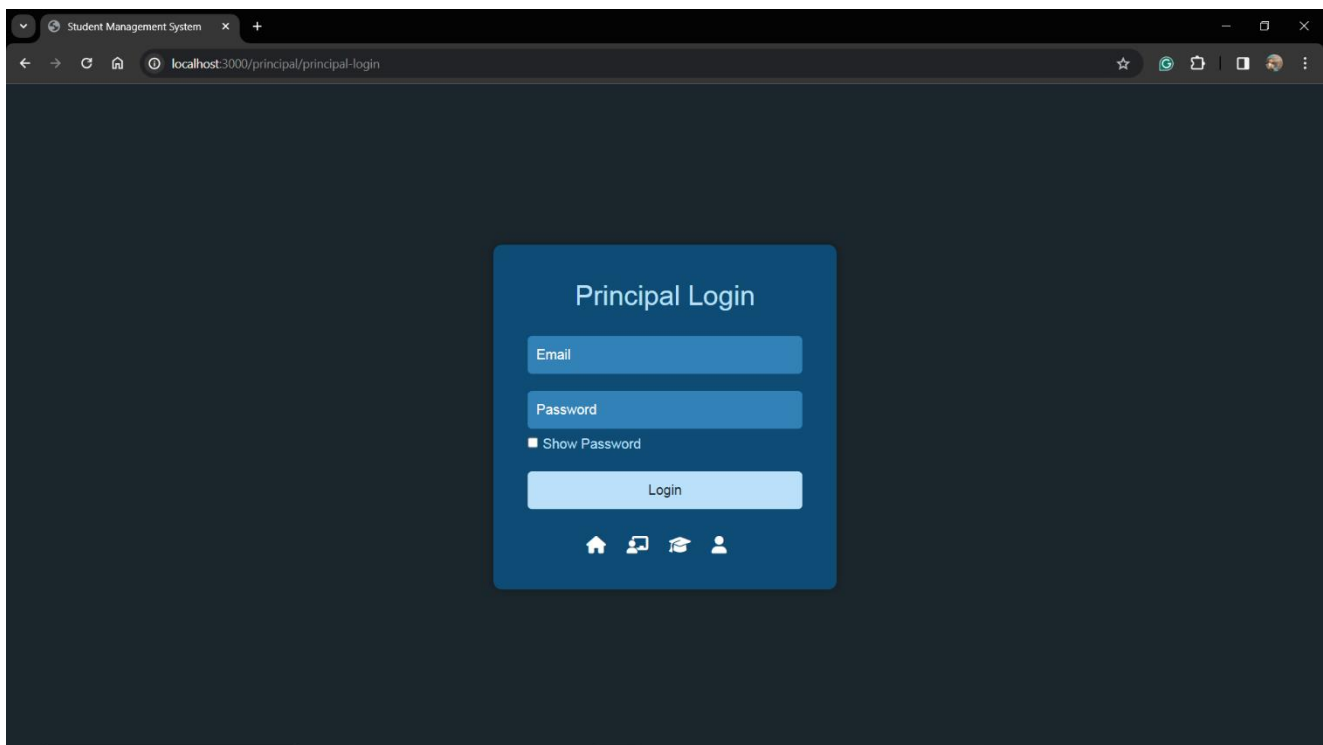 Student Management System
localhost:3000/principal/principal-login
Principal Login
Email
Password
Show Password
Login